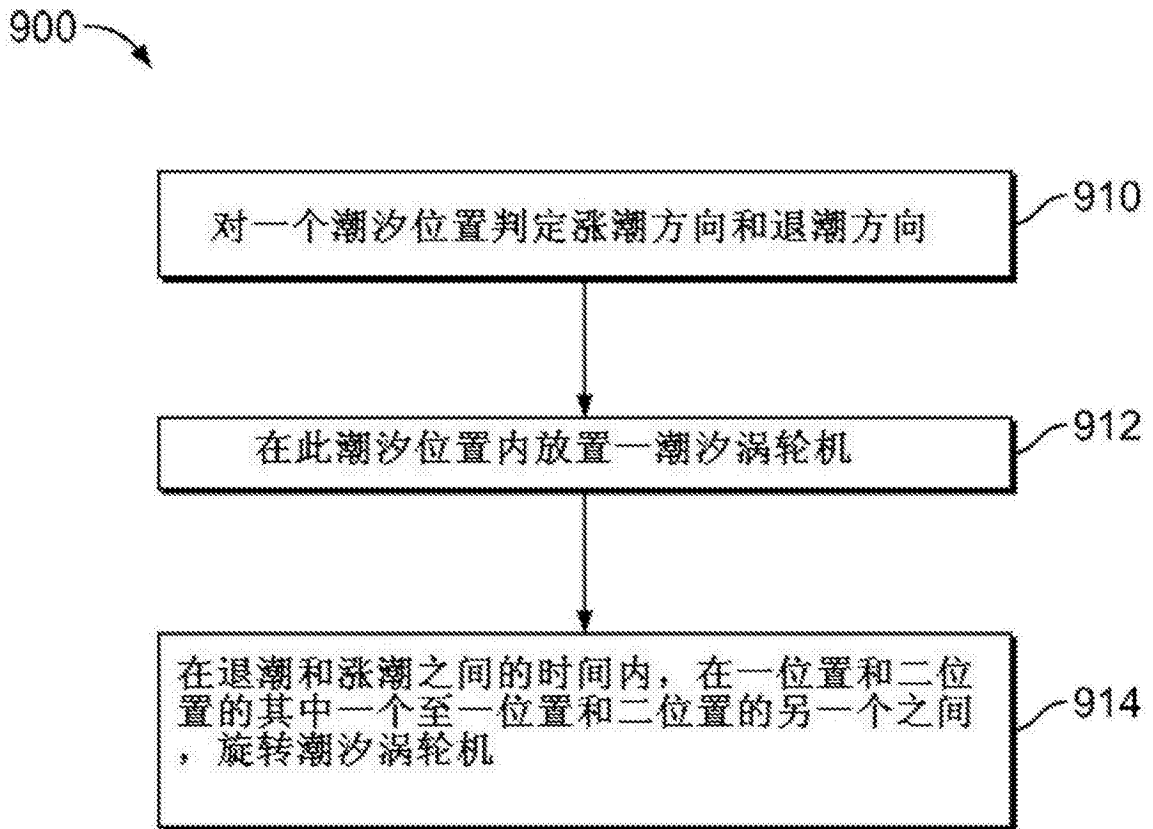 900
对一个潮汐位置判定涨潮方向和退潮方向
910
在此潮汐位置内放置一潮汐涡轮机
912
在退潮和涨潮之间的时间内，在一位置和二位
置的其中一个至一位置和二位置的另一个之间
，旋转潮汐涡轮机
914